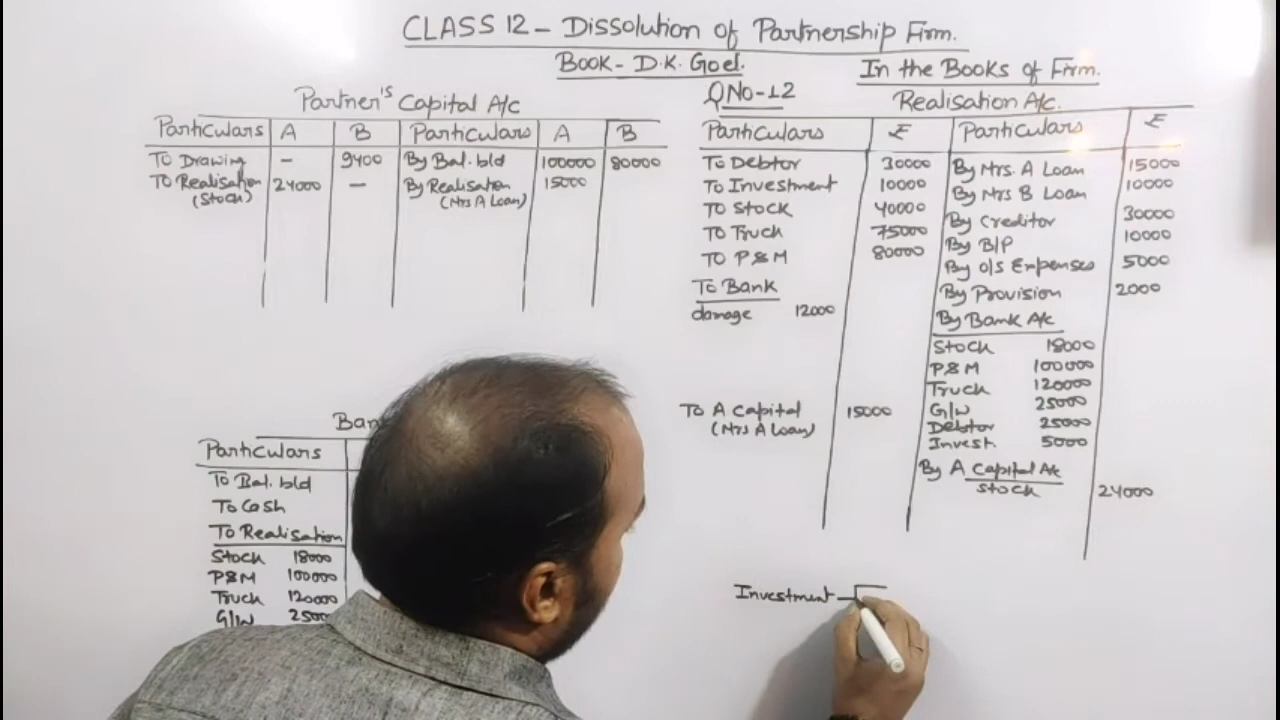 CLASS 12 - Dissolution of Partnership Firm.
Book - D.K. Goel.
In the Books of Firm.
Partner's Capital A/c
Particulars A B Particulars A B
To Drawing - 9400 By Bal. b/d 100000 80000
To Realisation 24000 - By Realisation 15000
(Stock) (Mrs A Loan)
QNo-12
Realisation A/c.
Particulars ₹ Particulars ₹
To Debtor 30000 By Mrs. A Loan 15000
To Investment 10000 By Mrs B Loan 10000
To Stock 40000 By Creditor 30000
To Truck 75000 By B/P 10000
To P&M 80000 By O/S Expenses 5000
To Bank By Provision 2000
damage 12000 By Bank A/c
Stock 18000
P&M 100000
Truck 120000
To A Capital 15000 G/W 25000
(Mrs A Loan) Debtor 25000
Invest. 5000
By A Capital A/c
Stock 24000
Ban
Particulars
To Bal. b/d
To Cash
To Realisation
Stock 18000
P&M 100000
Truck 120000
G/W 2500
Investment